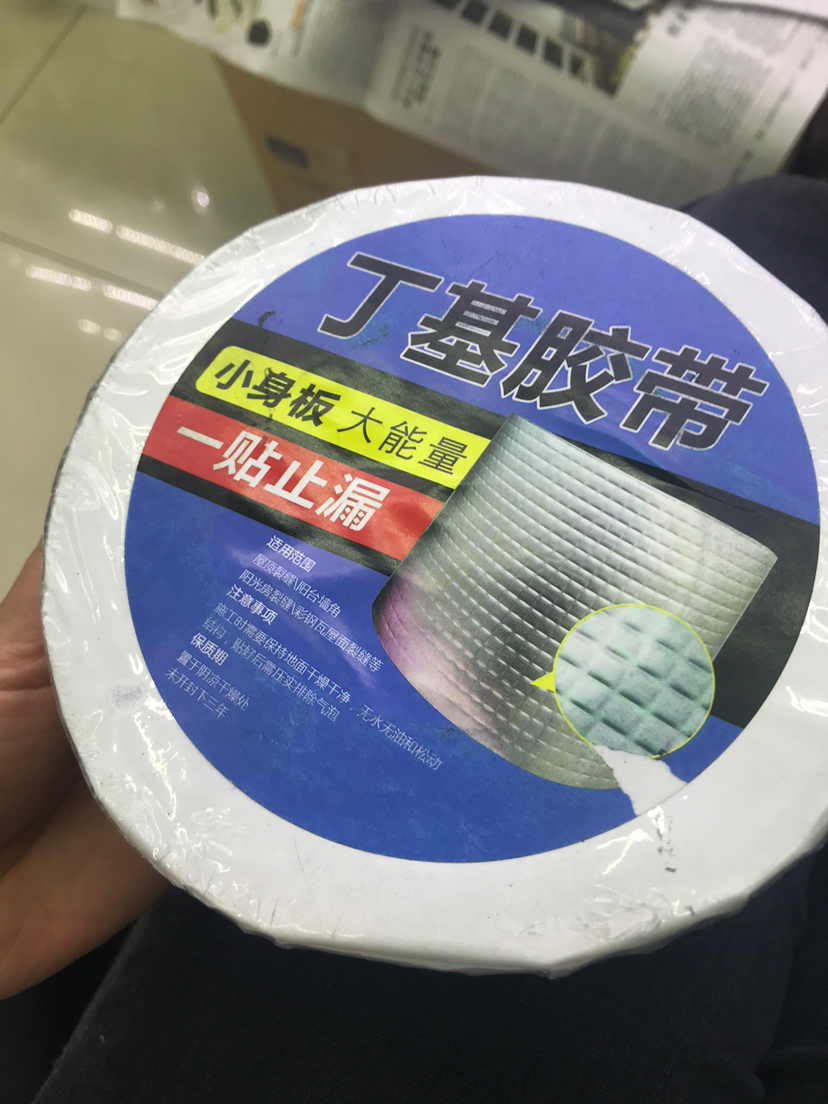 丁基胶带
小身板 大能量
一贴止漏
适用范围
屋顶裂缝\阳台墙角
阳光房裂缝\彩钢瓦屋面裂缝等
注意事项
施工时需要保持地面干燥干净,无水无油和松动
结构,贴好后需压实排除气泡
保质期
置于阴凉干燥处
未开封下三年